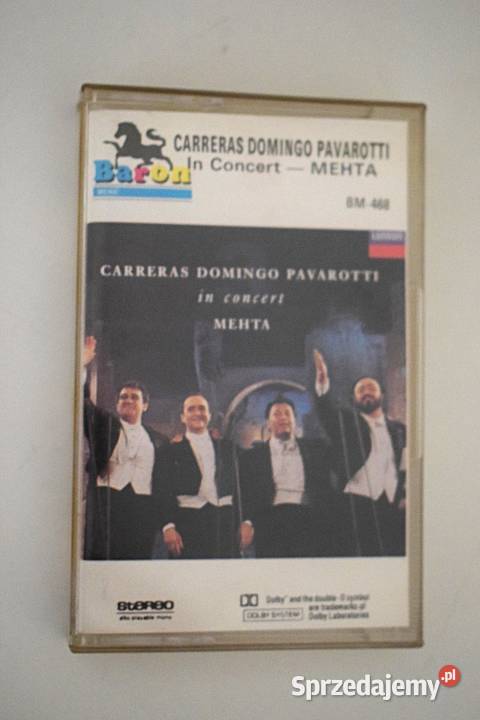 CARRERAS DOMINGO PAVAROTTI
In Concert — MEHTA
Baron
BM-468
LONDON
CARRERAS DOMINGO PAVAROTTI
in concert
MEHTA
STEREO
Dolby and the double-D symbol
are trademarks of
Dolby Laboratories
DOLBY SYSTEM
Sprzedajemy.pl